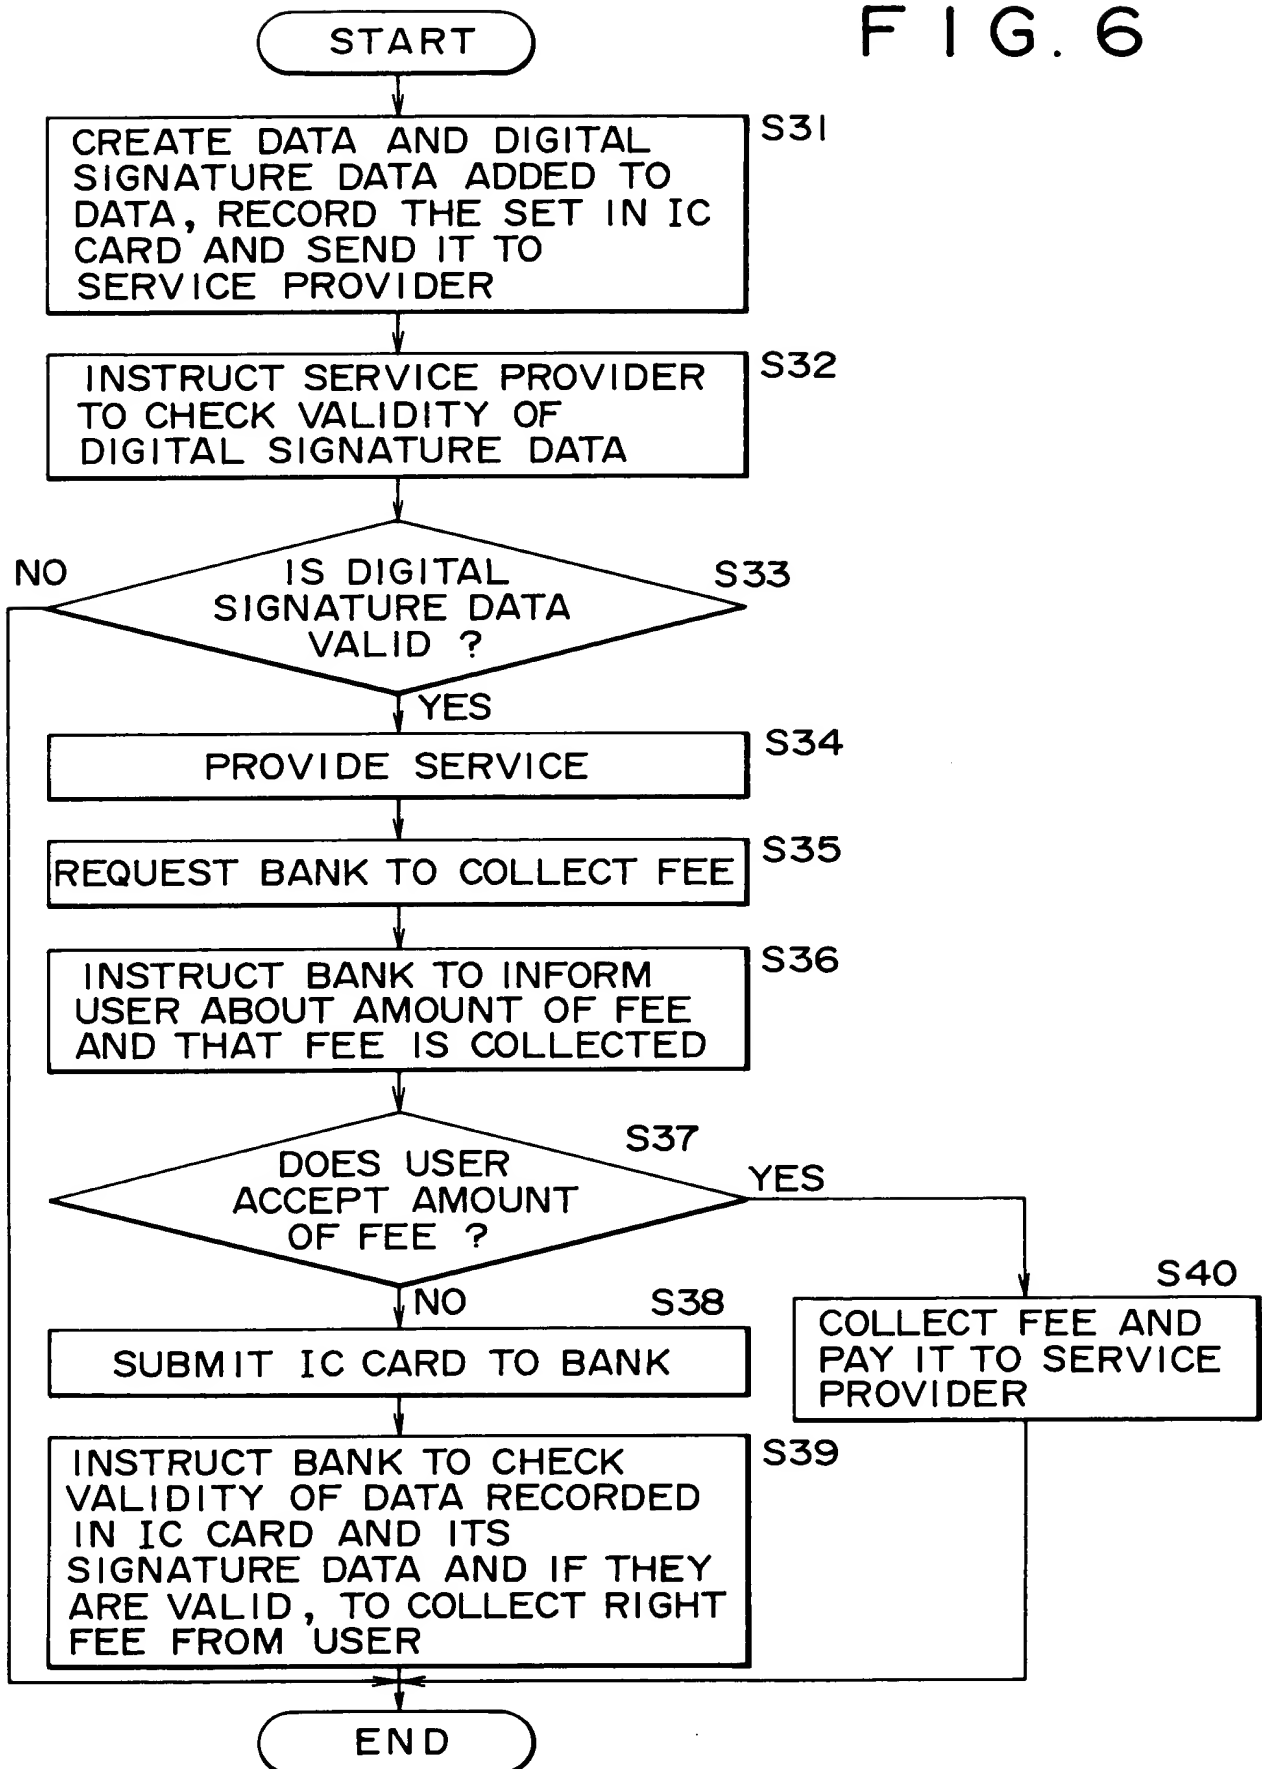 FIG. 6
START
S31
CREATE DATA AND DIGITAL
SIGNATURE DATA ADDED TO
DATA, RECORD THE SET IN IC
CARD AND SEND IT TO
SERVICE PROVIDER
S32
INSTRUCT SERVICE PROVIDER
TO CHECK VALIDITY OF
DIGITAL SIGNATURE DATA
NO
S33
IS DIGITAL
SIGNATURE DATA
VALID ?
YES
S34
PROVIDE SERVICE
S35
REQUEST BANK TO COLLECT FEE
S36
INSTRUCT BANK TO INFORM
USER ABOUT AMOUNT OF FEE
AND THAT FEE IS COLLECTED
S37
DOES USER
ACCEPT AMOUNT
OF FEE ?
YES
NO
S38
SUBMIT IC CARD TO BANK
S40
COLLECT FEE AND
PAY IT TO SERVICE
PROVIDER
S39
INSTRUCT BANK TO CHECK
VALIDITY OF DATA RECORDED
IN IC CARD AND ITS
SIGNATURE DATA AND IF THEY
ARE VALID, TO COLLECT RIGHT
FEE FROM USER
END